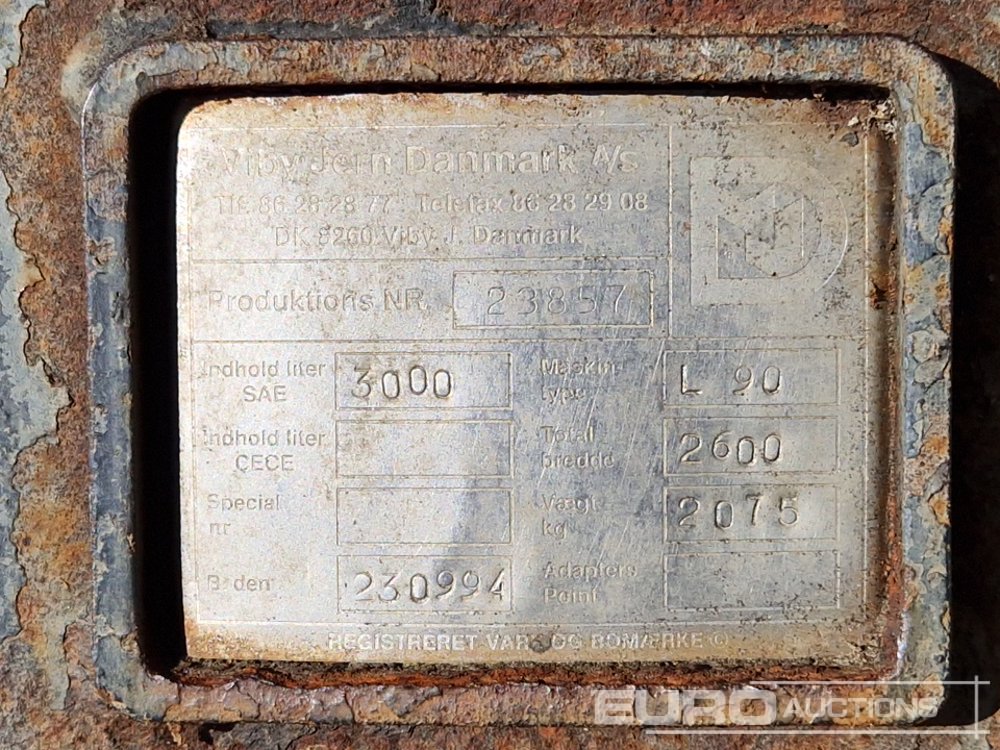 Viby Jern Danmark A/s
Tlf. 86 28 28 77 Telefax 86 28 29 08
DK 8260 Viby J. Danmark
Produktions NR. 23857
Indhold liter SAE 3000
Maskin type L 90
Indhold liter CECE
Total bredde 2600
Special nr
Vægt kg 2075
230994
Adapters Point
REGISTRERET VARE OG BOMÆRKE ©
EURO AUCTIONS